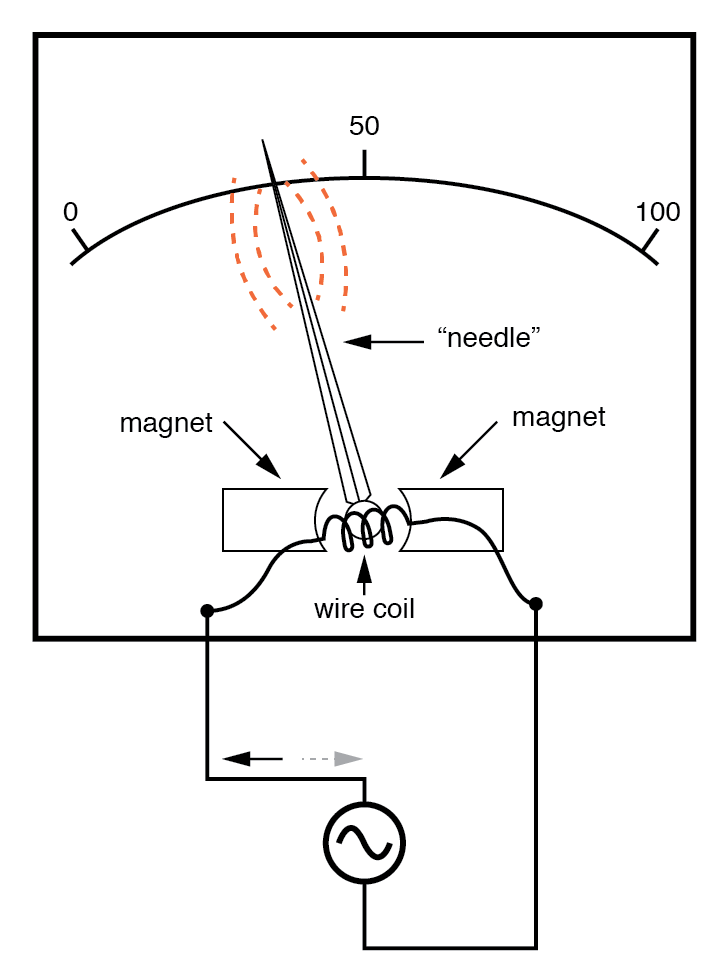 50
0
100
“needle”
magnet
magnet
wire coil